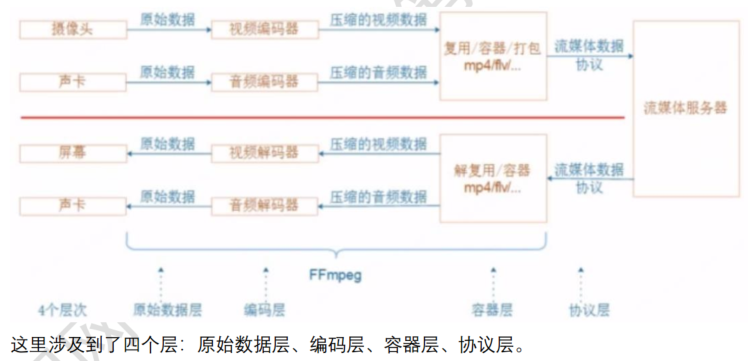 摄像头 原始数据 视频编码器 压缩的视频数据 复用/容器/打包 流媒体数据
mp4/flv/... 协议
声卡 原始数据 音频编码器 压缩的音频数据
流媒体服务器
屏幕 原始数据 视频解码器 压缩的视频数据 解复用/容器 流媒体数据
mp4/flv/... 协议
声卡 原始数据 音频解码器 压缩的音频数据
FFmpeg
4个层次 原始数据层 编码层 容器层 协议层
这里涉及到了四个层：原始数据层、编码层、容器层、协议层。